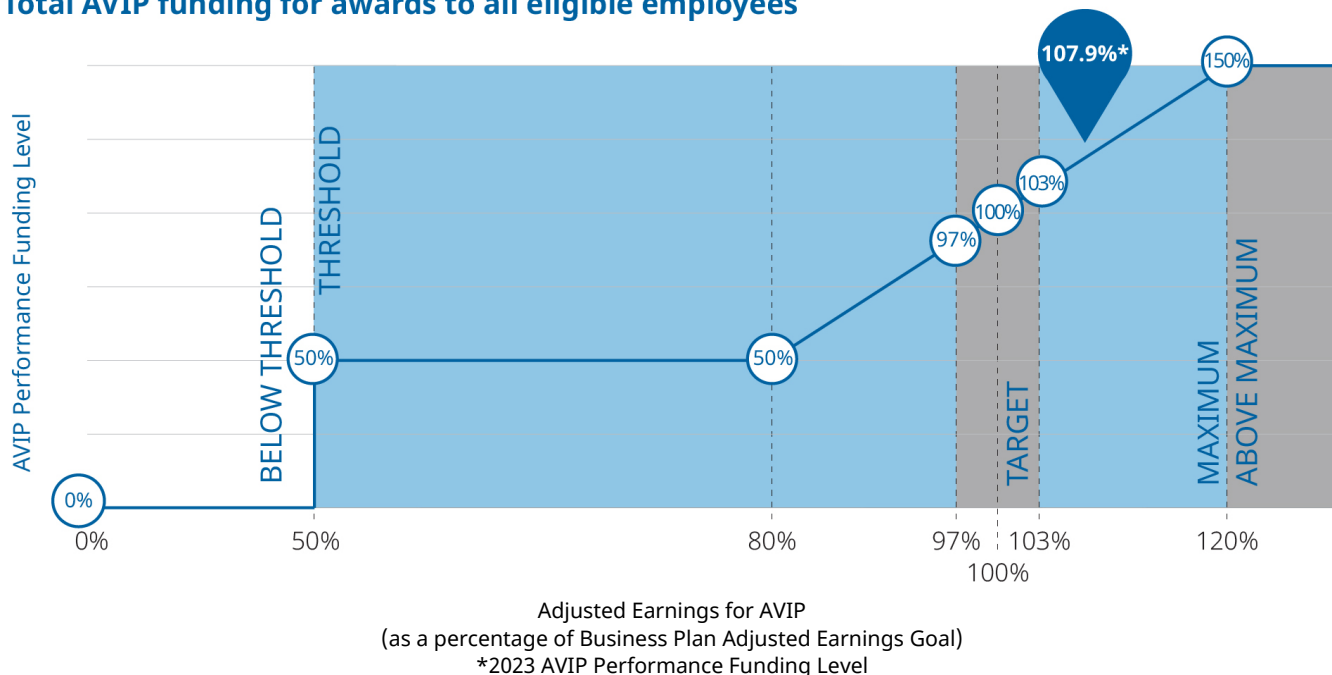 Total AVIP funding for awards to all eligible employees
107.9%*
150%
103%
100%
97%
50%
50%
0%
AVIP Performance Funding Level
BELOW THRESHOLD
THRESHOLD
TARGET
MAXIMUM
ABOVE MAXIMUM
0%
50%
80%
97%
103%
120%
100%
Adjusted Earnings for AVIP
(as a percentage of Business Plan Adjusted Earnings Goal)
*2023 AVIP Performance Funding Level